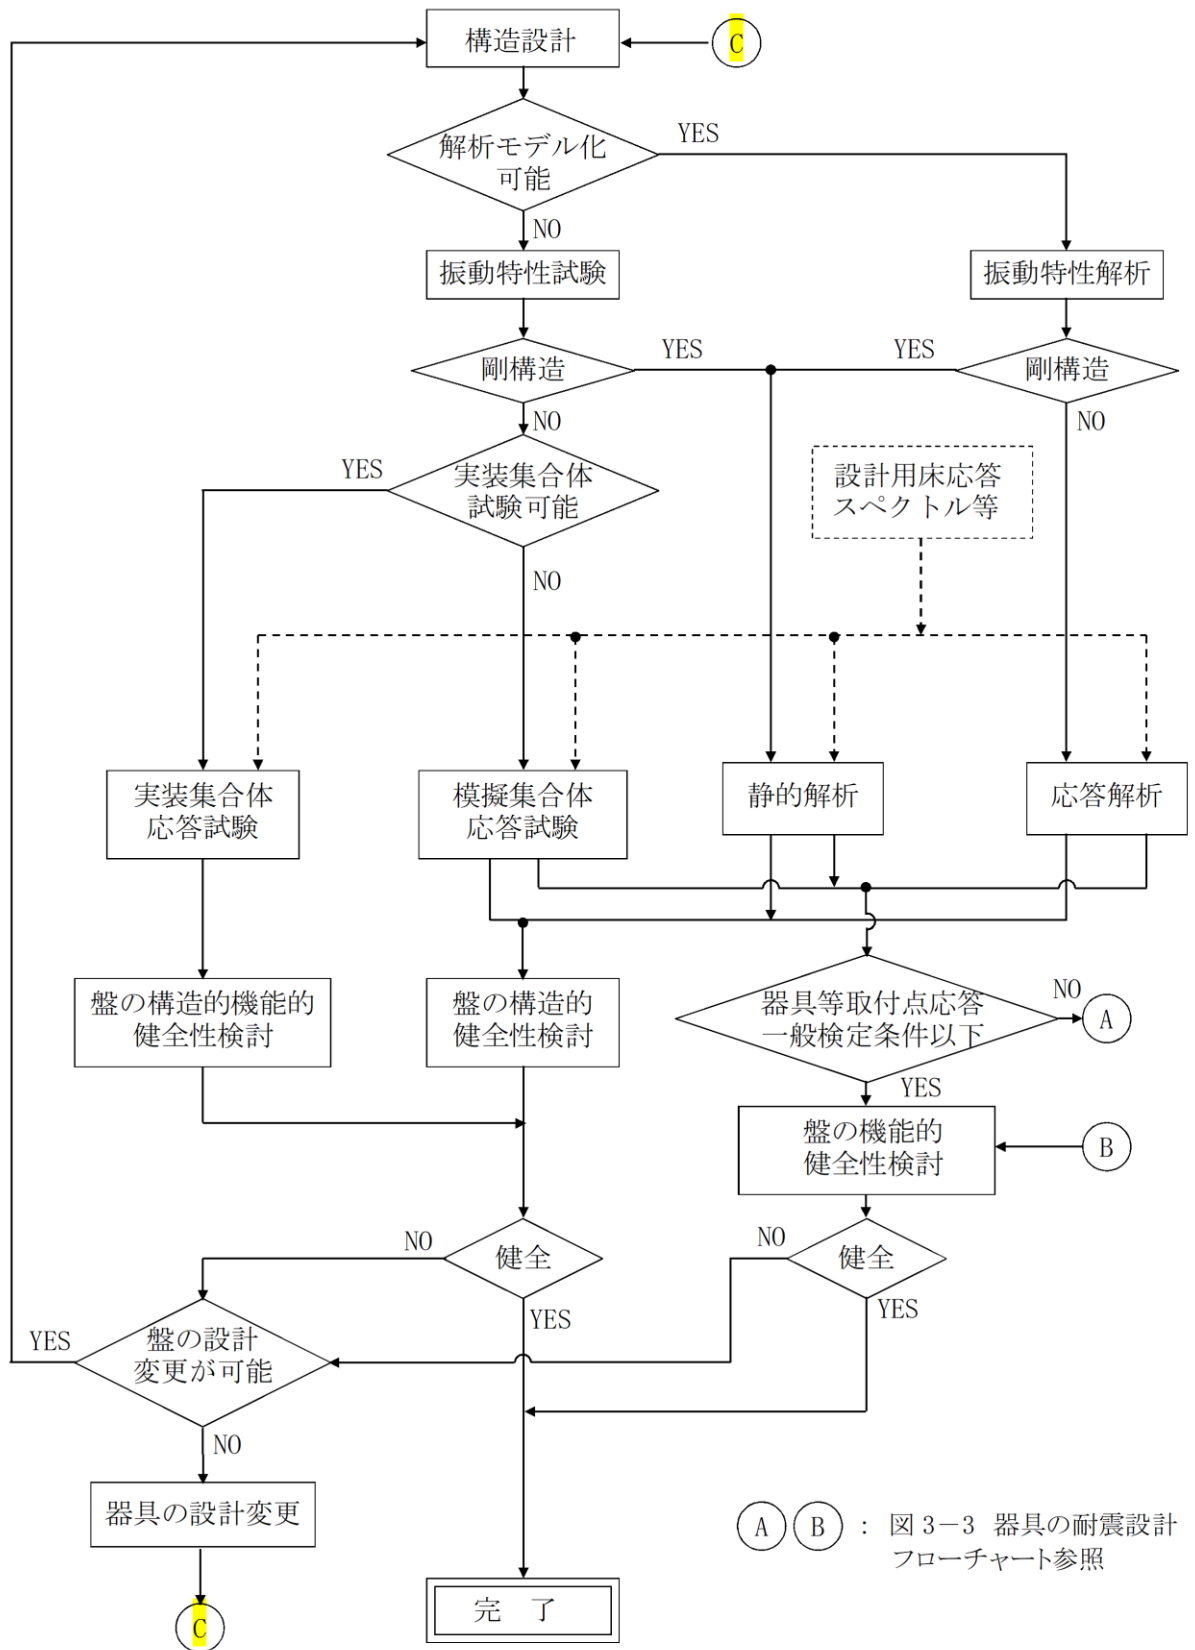 構造設計
C
解析モデル化
可能
YES
NO
振動特性試験
振動特性解析
剛構造
YES
YES
剛構造
NO
NO
YES
実装集合体
試験可能
設計用床応答
スペクトル等
NO
実装集合体
応答試験
模擬集合体
応答試験
静的解析
応答解析
盤の構造的機能的
健全性検討
盤の構造的
健全性検討
器具等取付点応答
一般検定条件以下
NO
A
YES
盤の機能的
健全性検討
B
NO
健全
NO
健全
YES
YES
YES
盤の設計
変更が可能
NO
器具の設計変更
C
完 了
A B : 図 3－3 器具の耐震設計
フローチャート参照